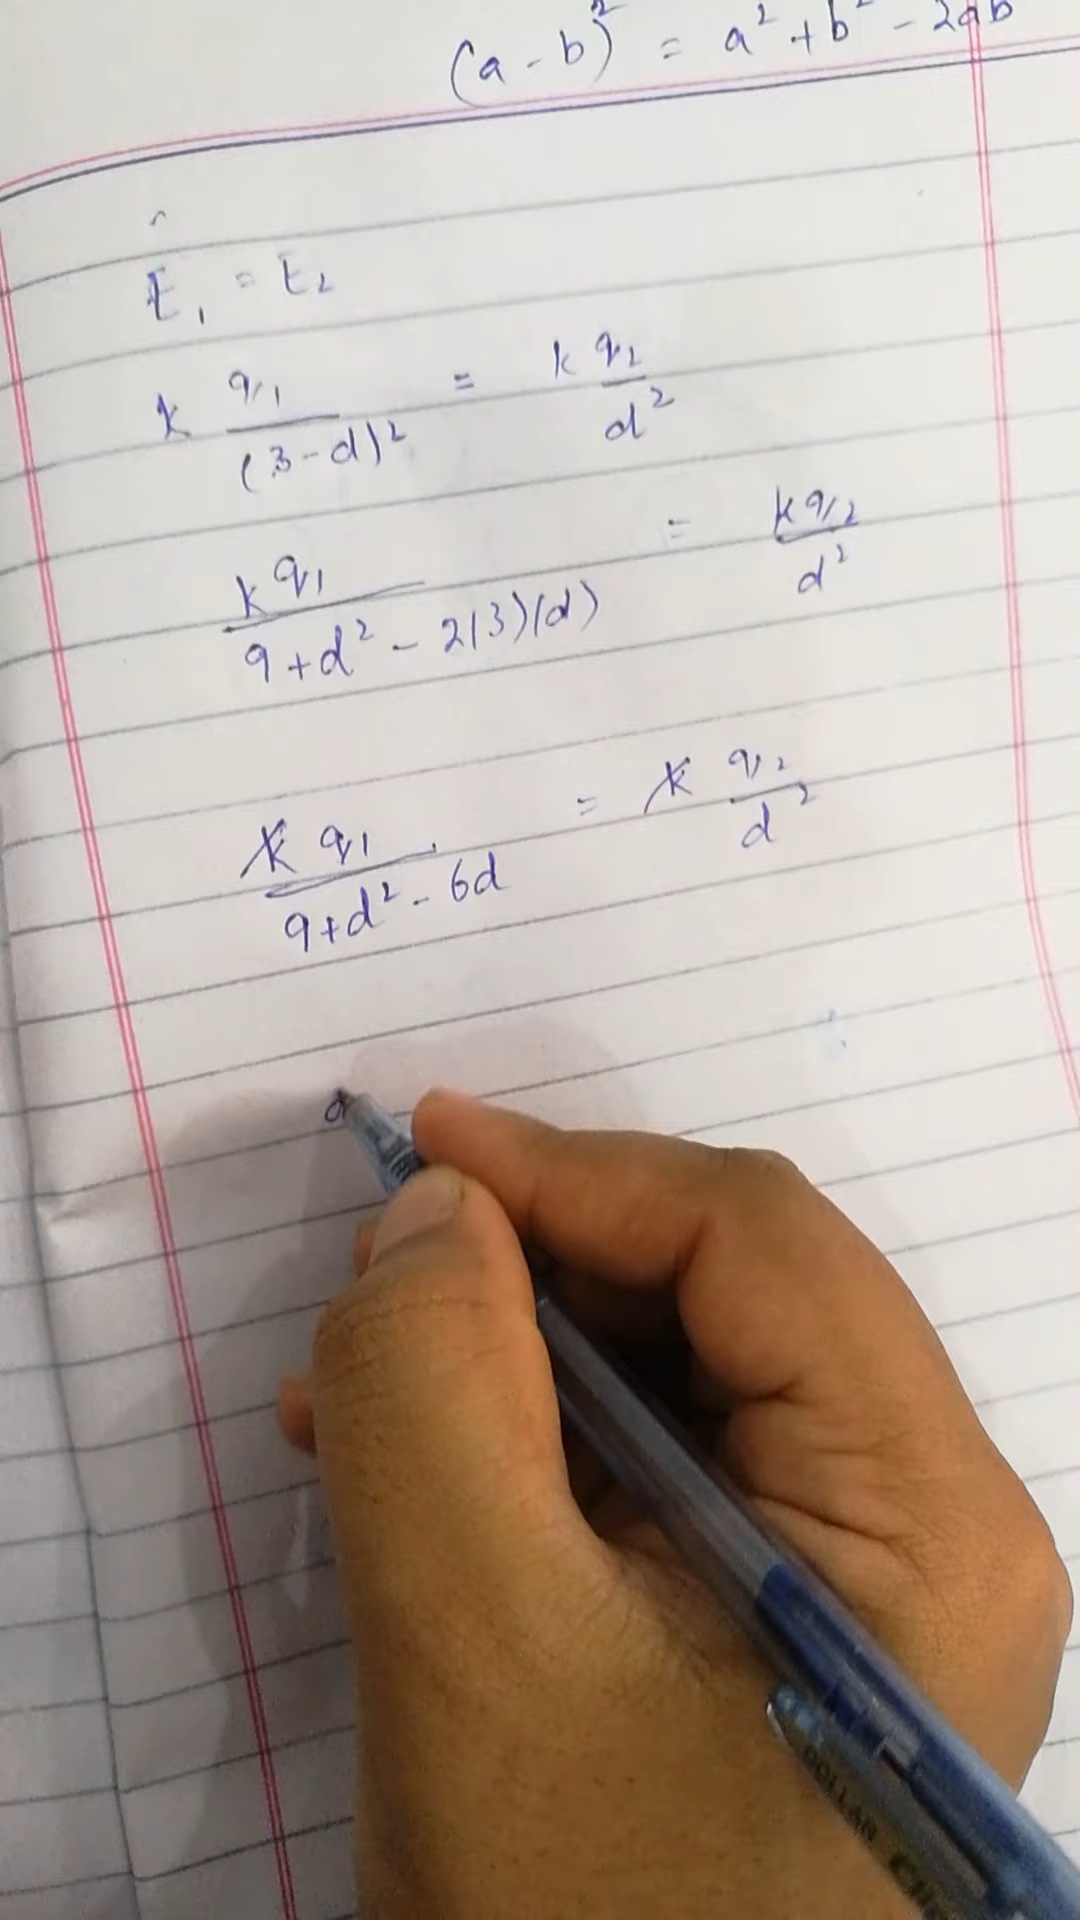 (a - b)² = a² + b² - 2ab
E₁ = E₂
k q₁/(3-d)² = k q₂/d²
k q₁/(9+d² - 2(3)(d)) = k q₂/d²
k q₁/(9+d² - 6d) = k q₂/d²
DOLLAR